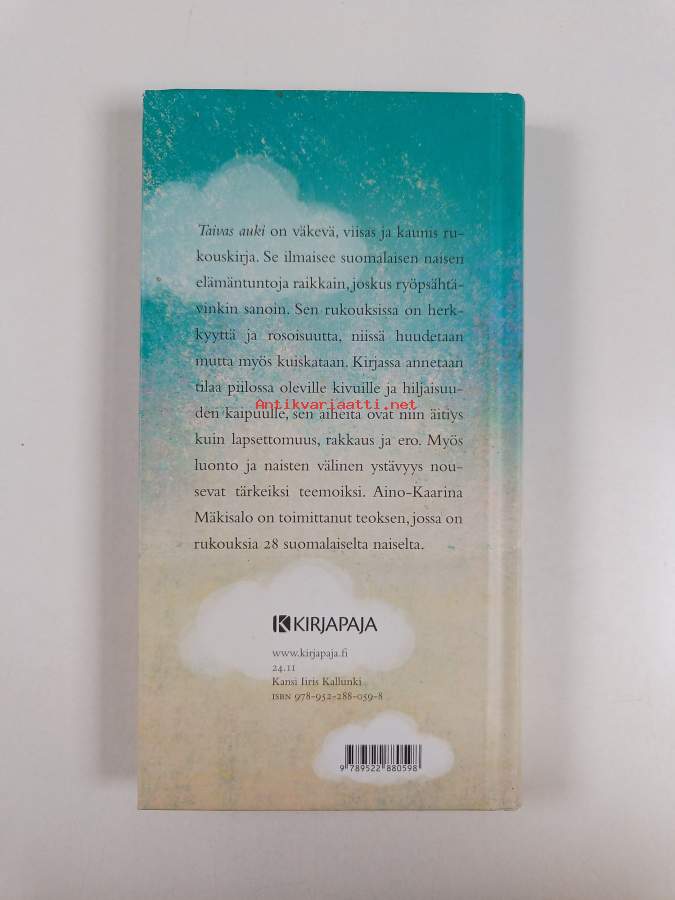 Taivas auki on väkevä, viisas ja kaunis ru-
kouskirja. Se ilmaisee suomalaisen naisen
elämäntuntoja raikkain, joskus ryöpsähtä-
vinkin sanoin. Sen rukouksissa on herk-
kyyttä ja rosoisuutta, niissä huudetaan
mutta myös kuiskataan. Kirjassa annetaan
tilaa piilossa oleville kivuille ja hiljaisuu-
Antikvariaatti.net
den kaipuulle, sen aiheita ovat niin äitiys
kuin lapsettomuus, rakkaus ja ero. Myös
luonto ja naisten välinen ystävyys nou-
sevat tärkeiksi teemoiksi. Aino-Kaarina
Mäkisalo on toimittanut teoksen, jossa on
rukouksia 28 suomalaiselta naiselta.
KIRJAPAJA
www.kirjapaja.fi
24.11
Kansi Iiris Kallunki
ISBN 978-952-288-059-8
9 789522 880598